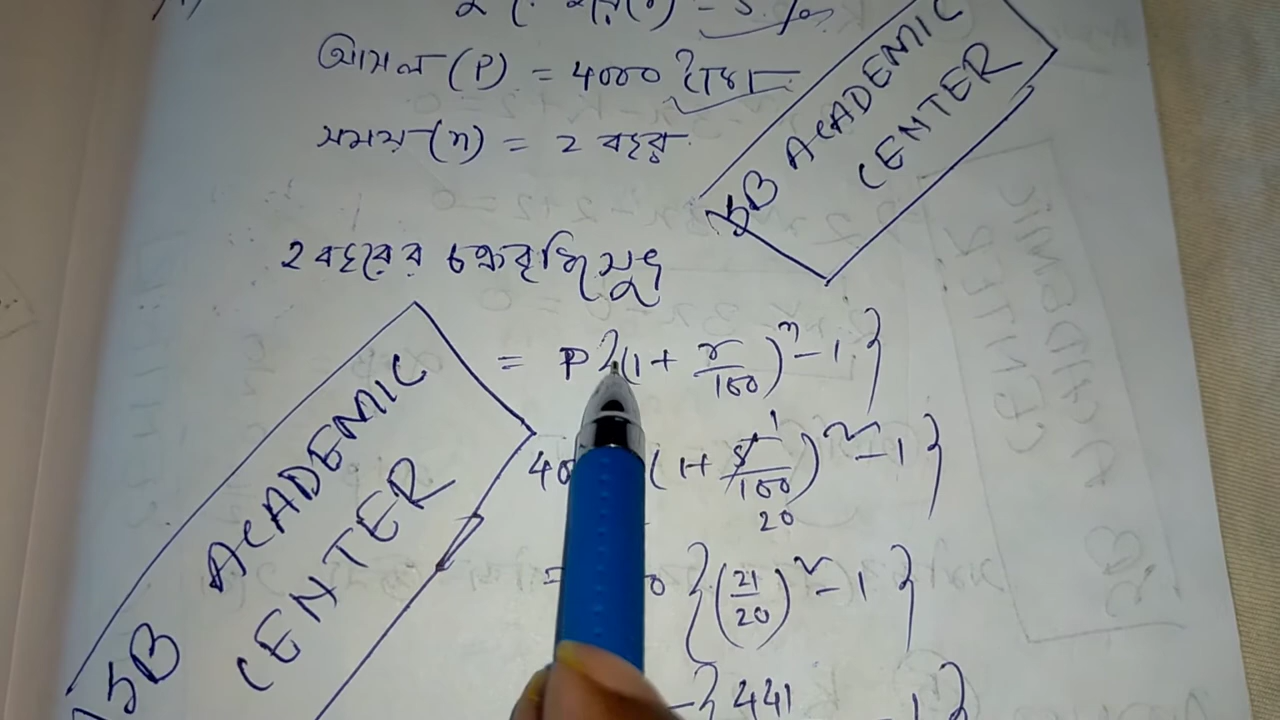 আসল (P) = 4000 টাকা
সময় (n) = 2 বছর
2 বছরের চক্রবৃদ্ধি সুদ
= P{(1 + r/100)^n - 1}
(1 + 5/100)^2 - 1}
1
20
{(21/20)^2 - 1}
441
SB ACADEMIC
CENTER
SB ACADEMIC
CENTER